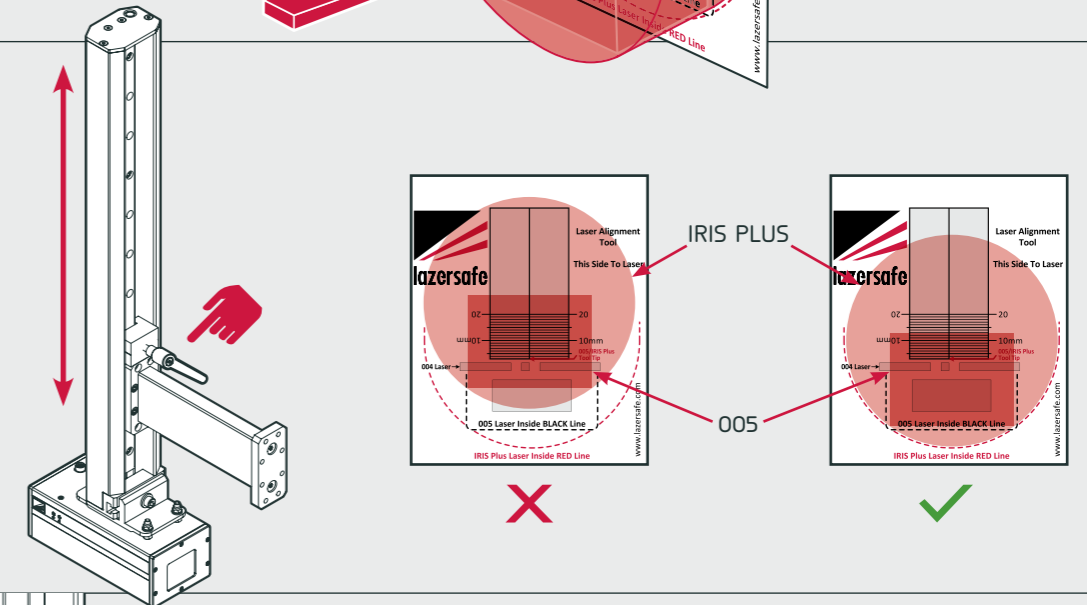 Plus Laser Inside RED Line
www.lazersafe
lazersafe
Laser Alignment
Tool
This Side To Laser
20
20
10mm
10mm
005/IRIS Plus
Tool Tip
004 Laser
005 Laser Inside BLACK Line
IRIS Plus Laser Inside RED Line
www.lazersafe.com
IRIS PLUS
005
lazersafe
Laser Alignment
Tool
This Side To Laser
20
20
10mm
10mm
005/IRIS Plus
Tool Tip
004 Laser
005 Laser Inside BLACK Line
IRIS Plus Laser Inside RED Line
www.lazersafe.com